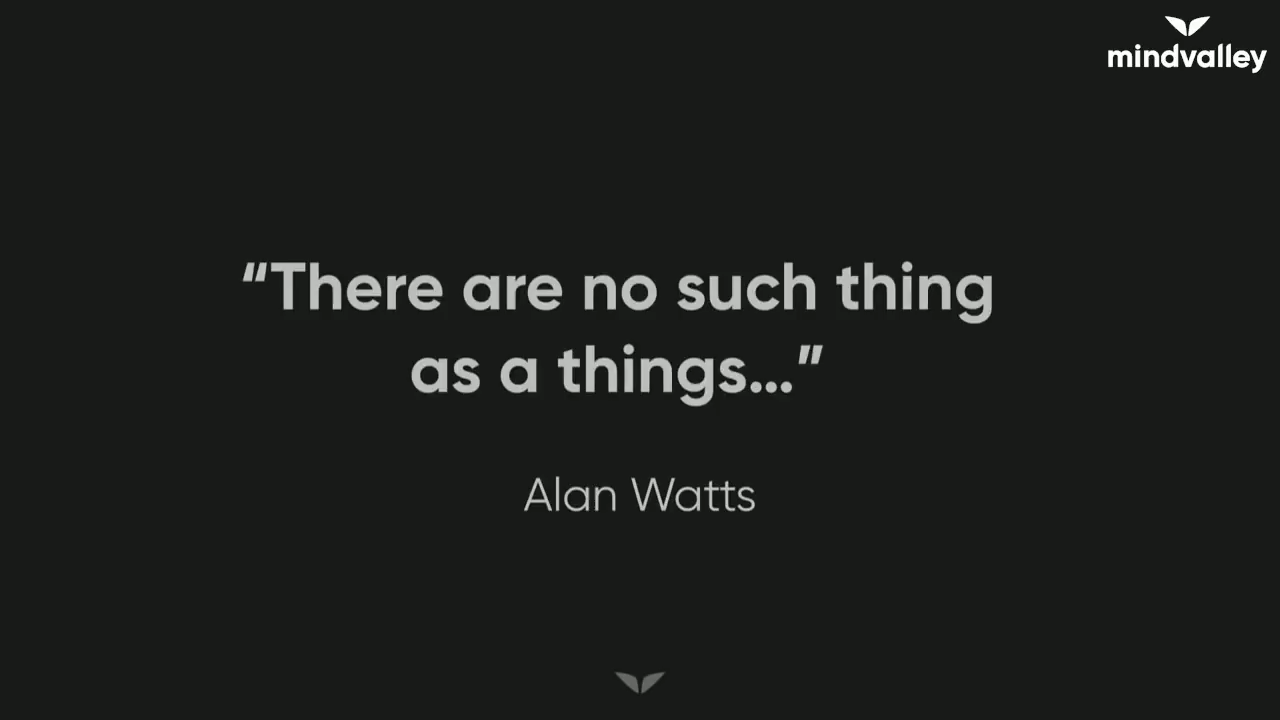 mindvalley
“There are no such thing
as a things...”
Alan Watts